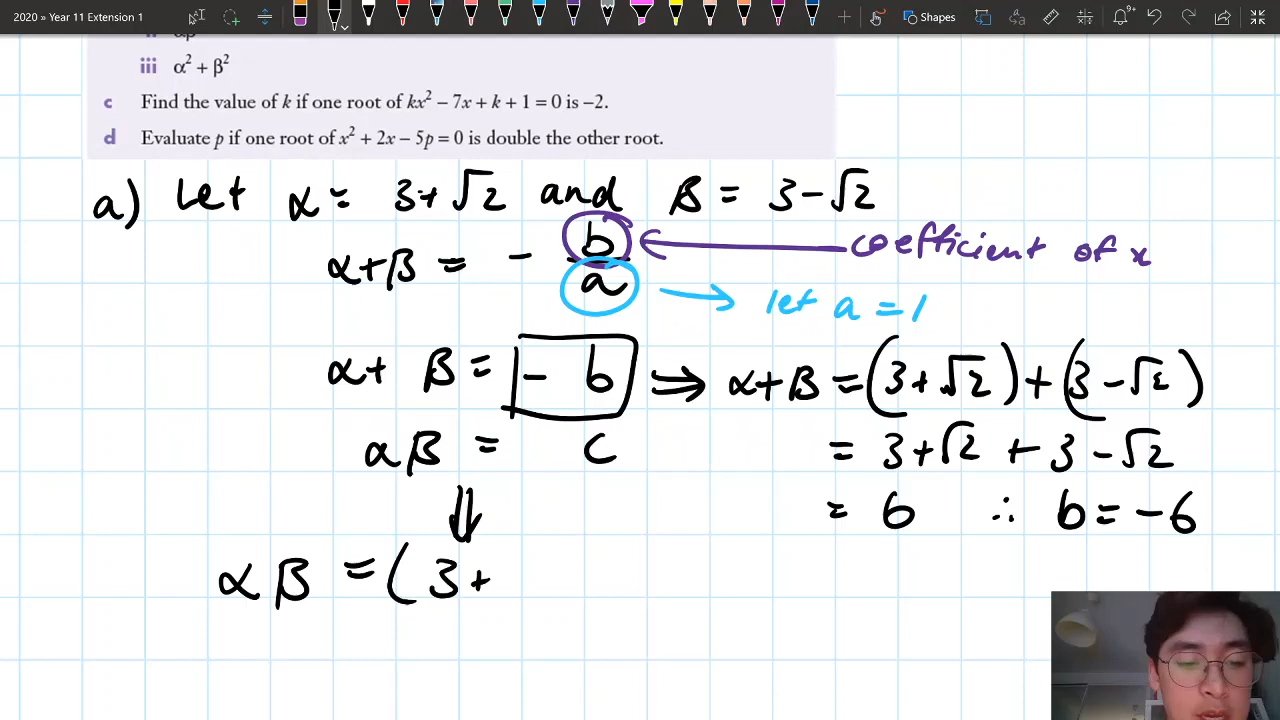 2020 » Year 11 Extension 1
9+
Shapes
αβ
iii α² + β²
c Find the value of k if one root of kx² − 7x + k + 1 = 0 is −2.
d Evaluate p if one root of x² + 2x − 5p = 0 is double the other root.
a) Let α = 3+√2 and β = 3−√2
α+β = − b/a ← coefficient of x
→ let a = 1
α+ β = − b ⇒ α+β = (3+√2)+(3−√2)
αβ = c
= 3+√2 + 3−√2
= 6 ∴ b = −6
αβ = (3+